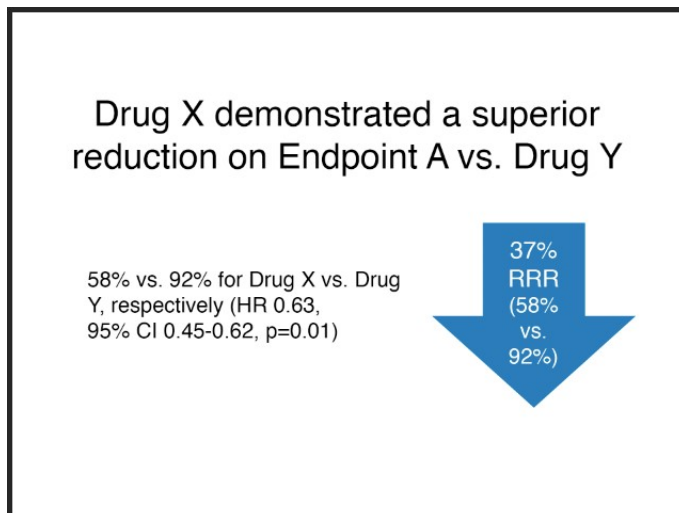 Drug X demonstrated a superior
reduction on Endpoint A vs. Drug Y
58% vs. 92% for Drug X vs. Drug
Y, respectively (HR 0.63,
95% CI 0.45-0.62, p=0.01)
37%
RRR
(58%
vs.
92%)